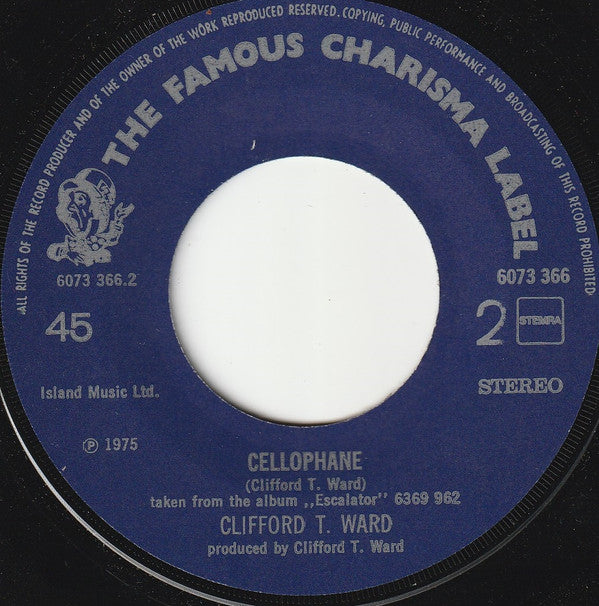 ·ALL RIGHTS OF THE RECORD PRODUCER AND OF THE OWNER OF THE WORK REPRODUCED RESERVED. COPYING, PUBLIC PERFORMANCE AND BROADCASTING OF THIS RECORD PROHIBITED·
THE FAMOUS CHARISMA LABEL
6073 366.2
6073 366
45
2
STEMRA
Island Music Ltd.
STEREO
℗ 1975
CELLOPHANE
(Clifford T. Ward)
taken from the album „Escalator” 6369 962
CLIFFORD T. WARD
produced by Clifford T. Ward